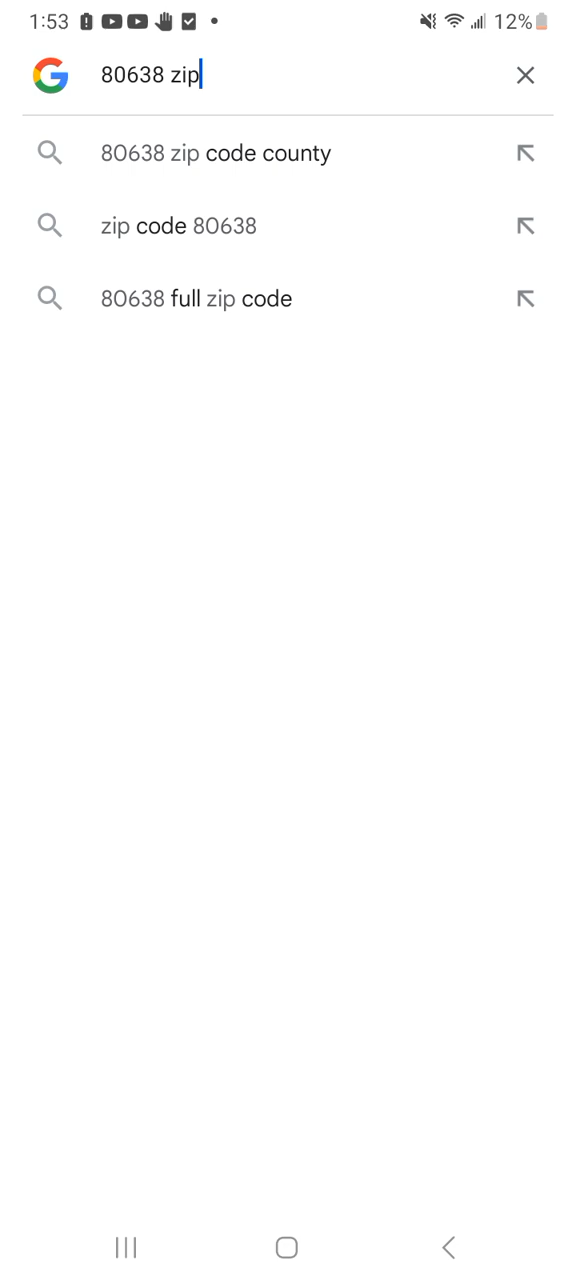 1:53
12%
80638 zip
80638 zip code county
zip code 80638
80638 full zip code